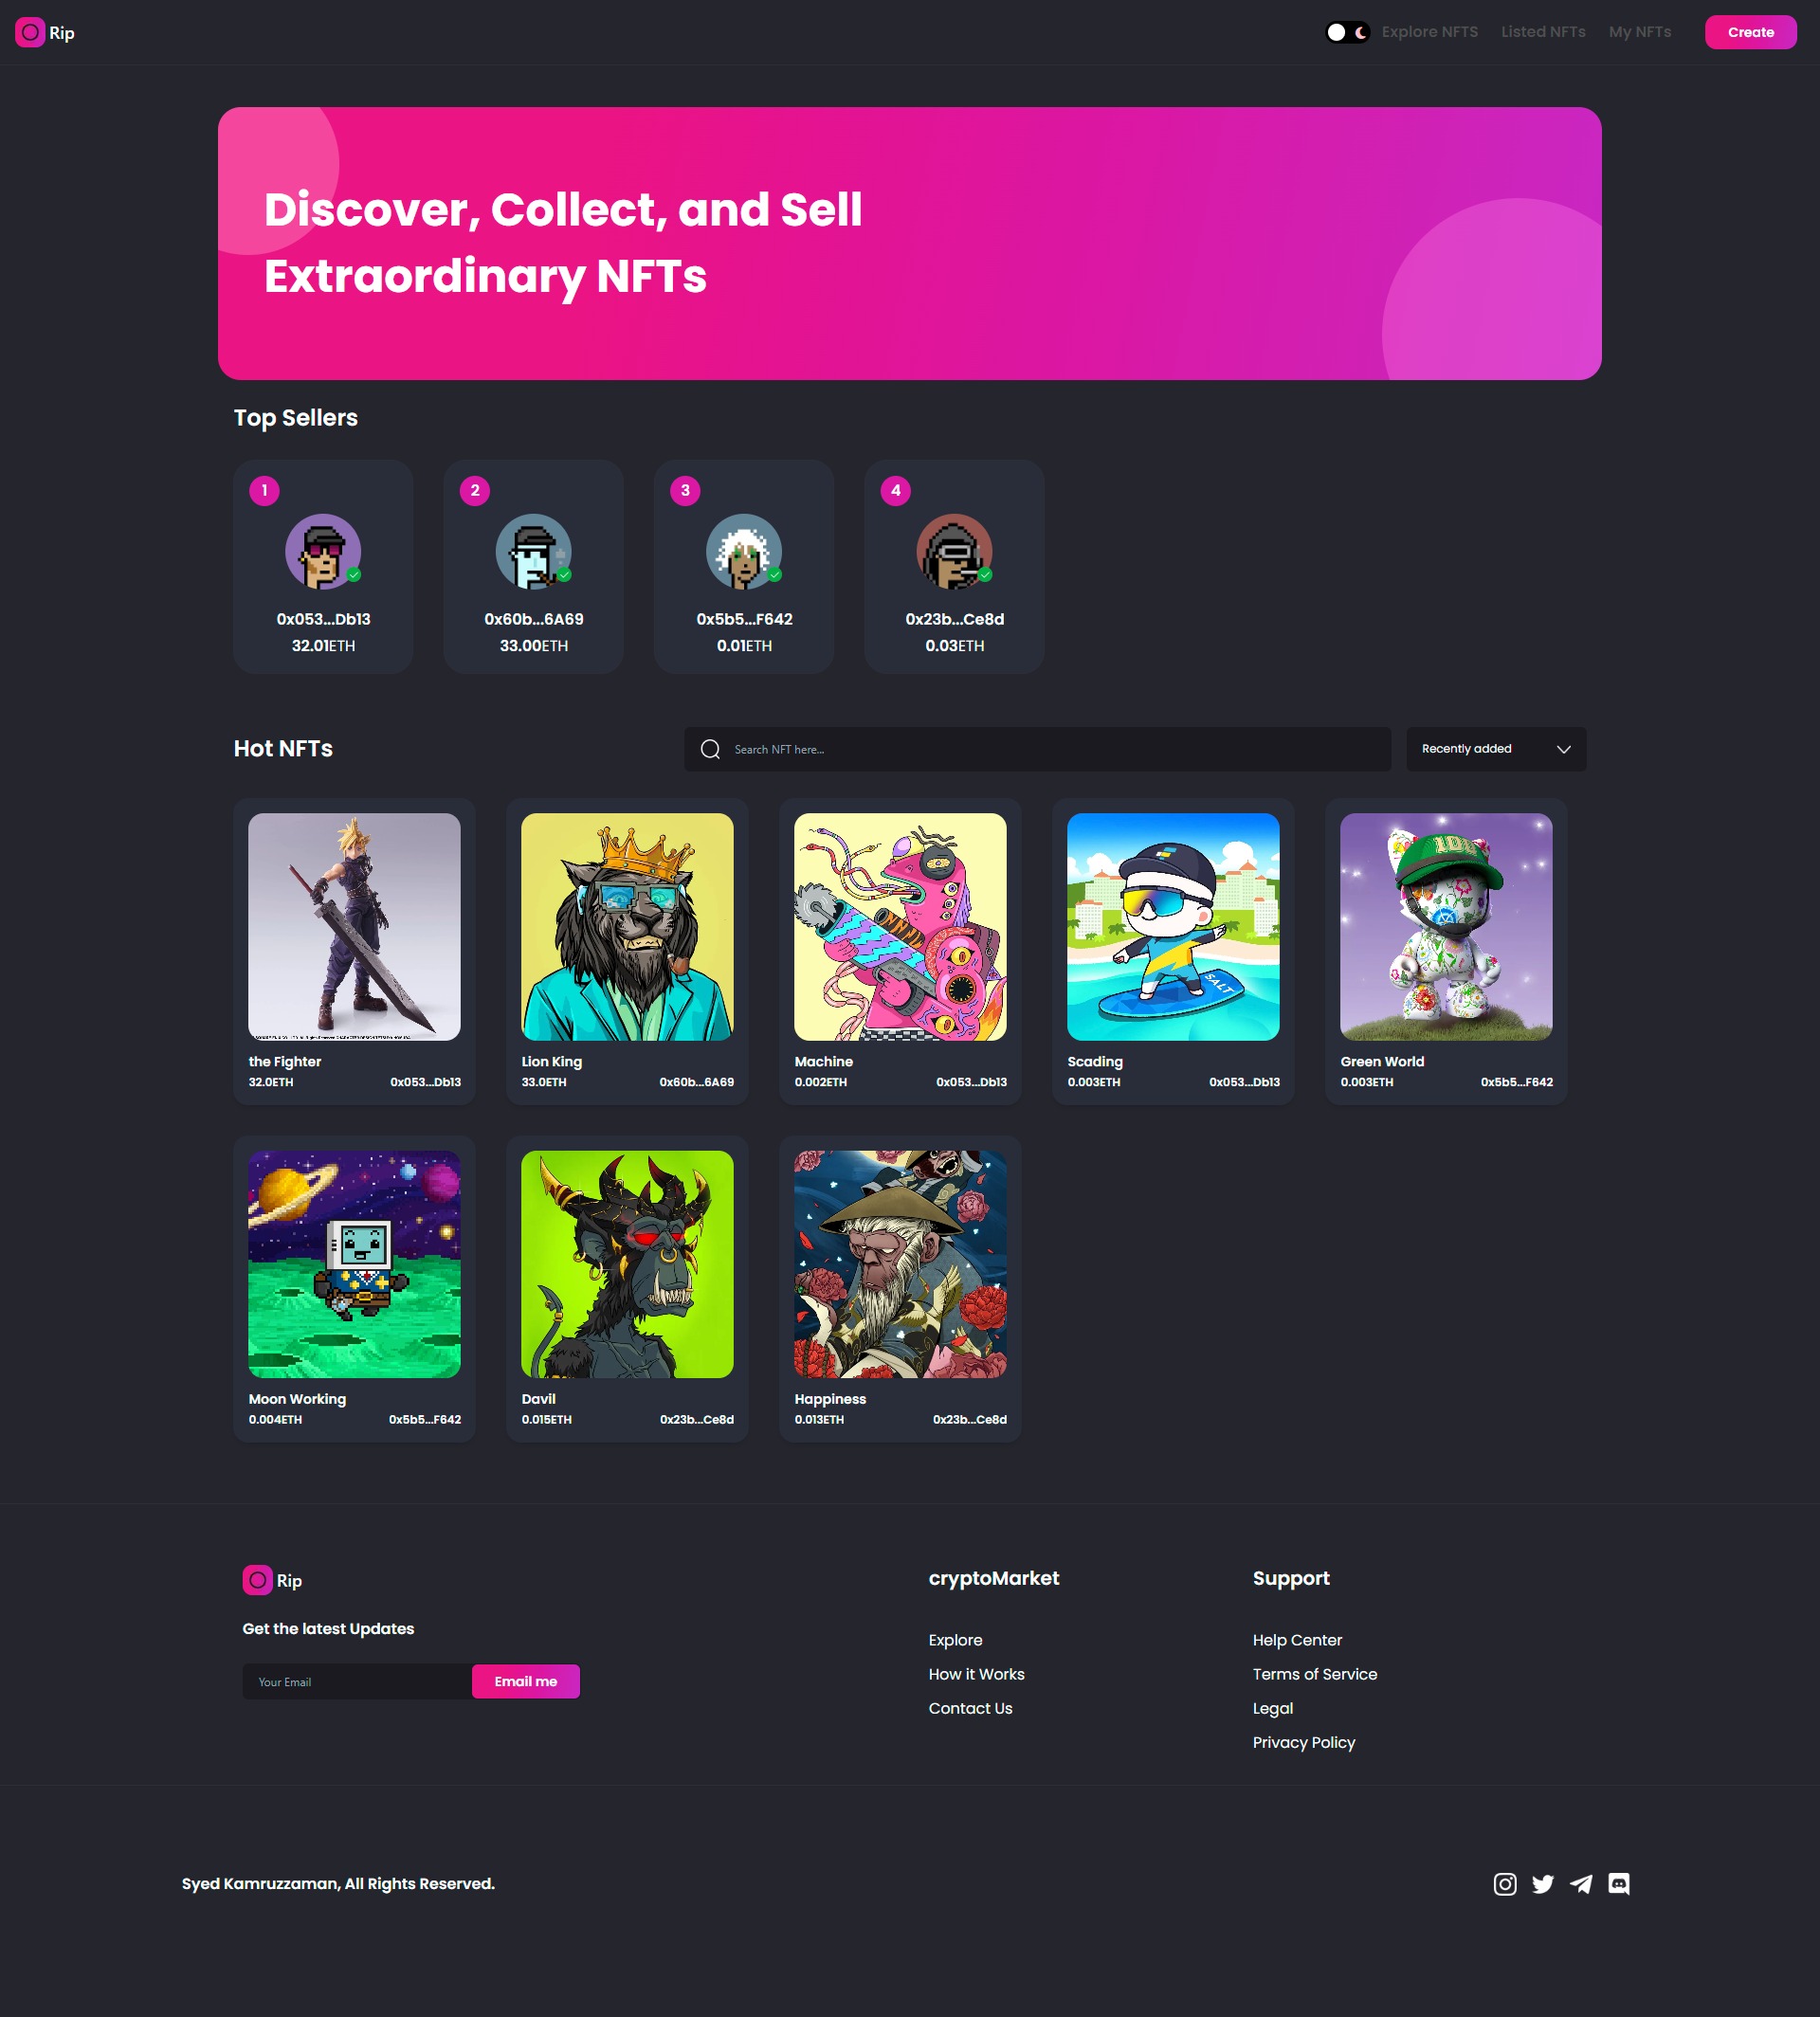 Rip
Explore NFTS
Listed NFTs
My NFTs
Create
Discover, Collect, and Sell
Extraordinary NFTs
Top Sellers
1
2
3
4
0x053...Db13
0x60b...6A69
0x5b5...F642
0x23b...Ce8d
32.01ETH
33.00ETH
0.01ETH
0.03ETH
Hot NFTs
Search NFT here...
Recently added
SALT
the Fighter
Lion King
Machine
Scading
Green World
32.0ETH
0x053...Db13
33.0ETH
0x60b...6A69
0.002ETH
0x053...Db13
0.003ETH
0x053...Db13
0.003ETH
0x5b5...F642
Moon Working
Davil
Happiness
0.004ETH
0x5b5...F642
0.015ETH
0x23b...Ce8d
0.013ETH
0x23b...Ce8d
Rip
cryptoMarket
Support
Get the latest Updates
Explore
Help Center
Your Email
Email me
How it Works
Terms of Service
Contact Us
Legal
Privacy Policy
Syed Kamruzzaman, All Rights Reserved.